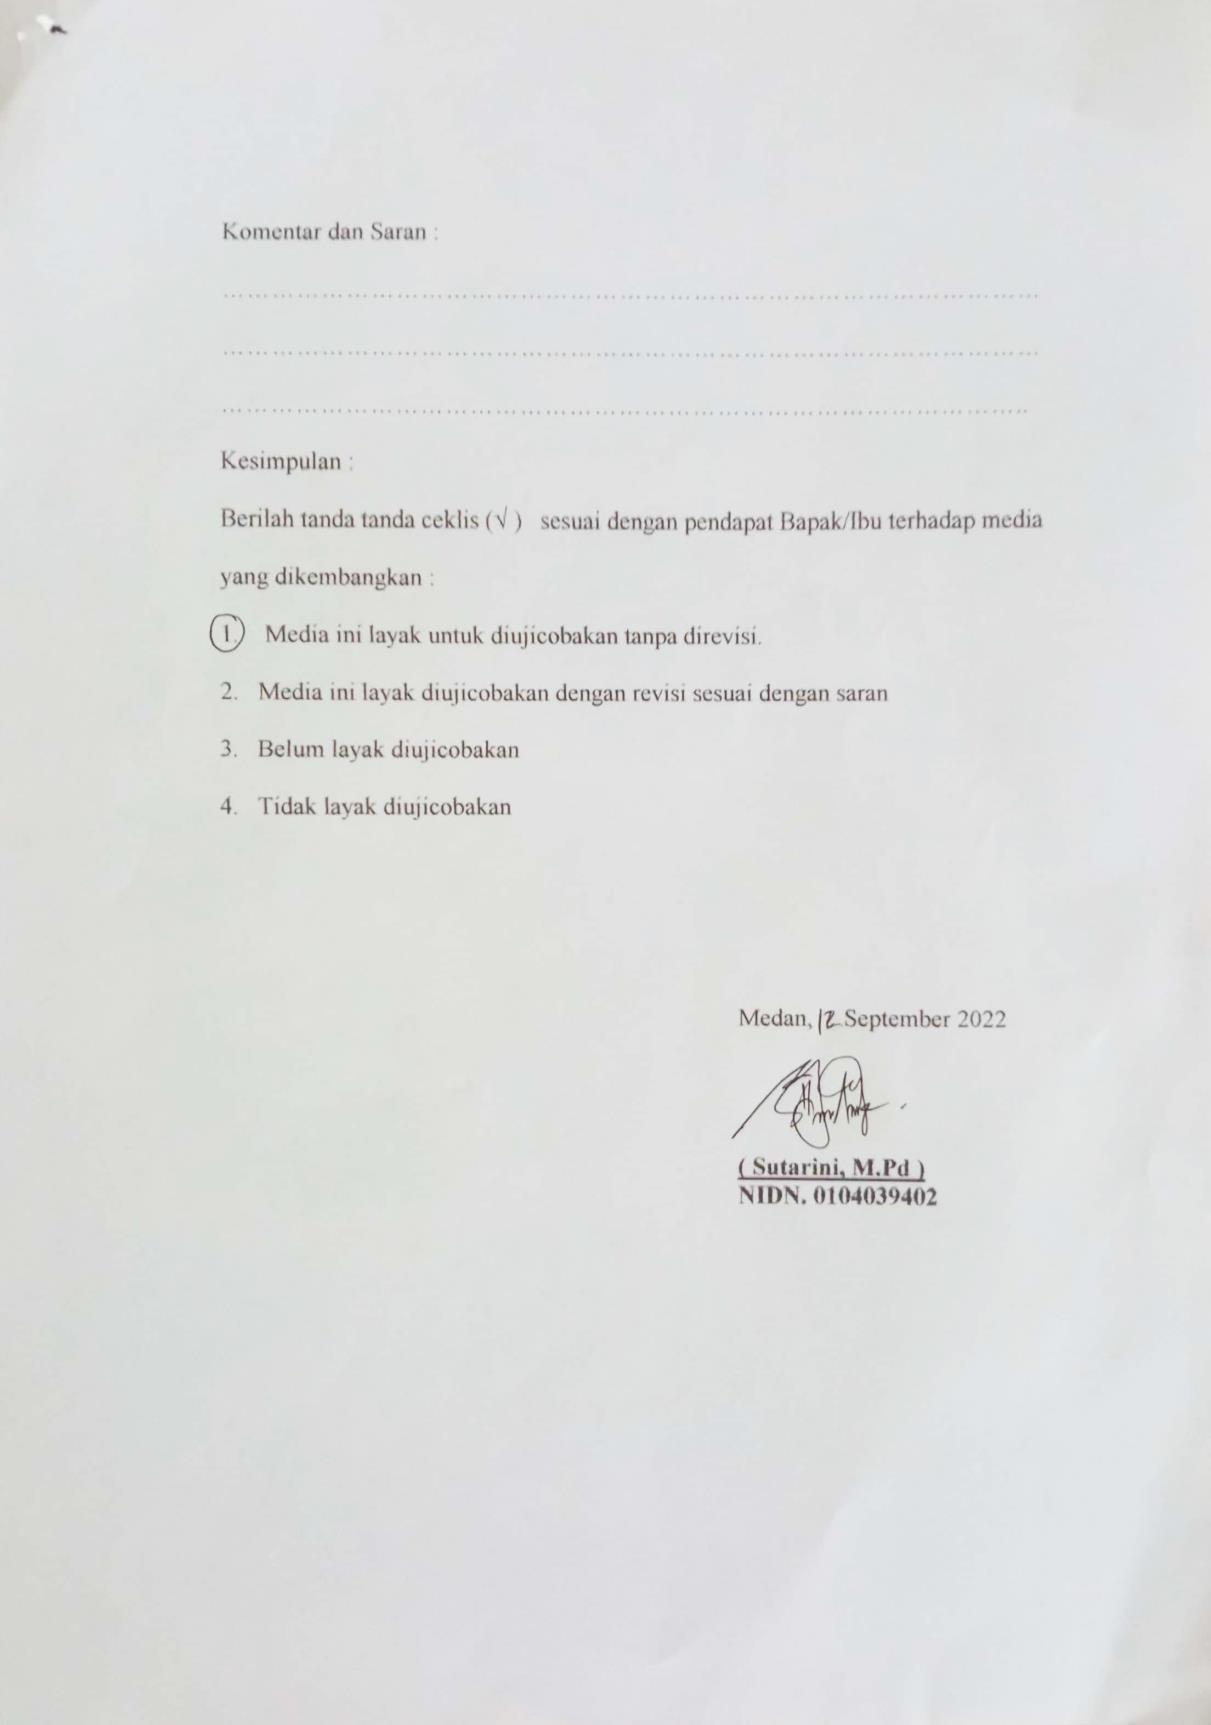 Komentar dan Saran :
……………………………………………………………………………………
……………………………………………………………………………………
…………………………………………………………………………………..
Kesimpulan :
Berilah tanda tanda ceklis (√ ) sesuai dengan pendapat Bapak/Ibu terhadap media
yang dikembangkan :
1. Media ini layak untuk diujicobakan tanpa direvisi.
2. Media ini layak diujicobakan dengan revisi sesuai dengan saran
3. Belum layak diujicobakan
4. Tidak layak diujicobakan
Medan, 12 September 2022
( Sutarini, M.Pd )
NIDN. 0104039402